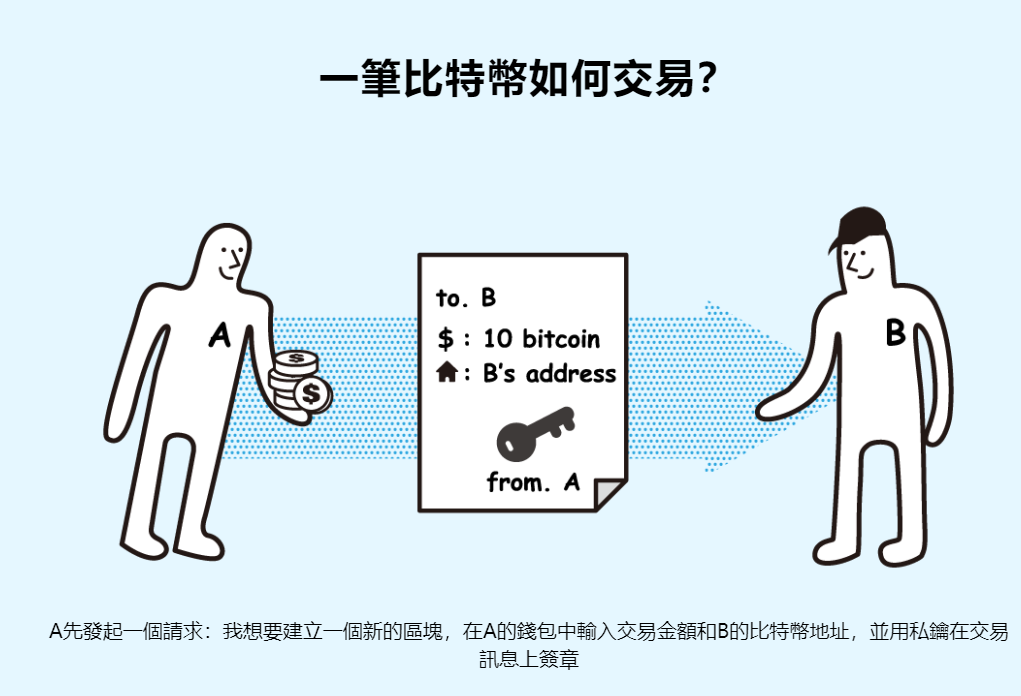 一筆比特幣如何交易？
A
to. B
$ : 10 bitcoin
: B's address
from. A
B
$
$
A先發起一個請求：我想要建立一個新的區塊，在A的錢包中輸入交易金額和B的比特幣地址，並用私鑰在交易
訊息上簽章